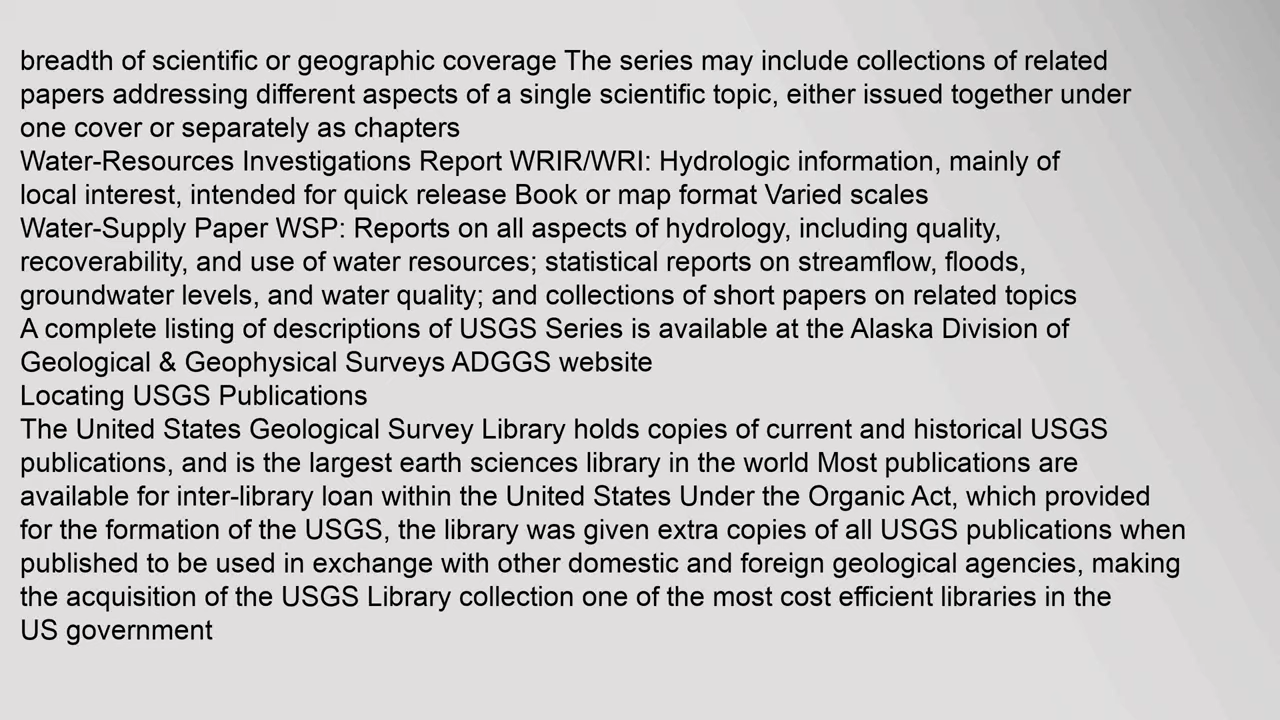 breadth of scientific or geographic coverage The series may include collections of related
papers addressing different aspects of a single scientific topic, either issued together under
one cover or separately as chapters
Water-Resources Investigations Report WRIR/WRI: Hydrologic information, mainly of
local interest, intended for quick release Book or map format Varied scales
Water-Supply Paper WSP: Reports on all aspects of hydrology, including quality,
recoverability, and use of water resources; statistical reports on streamflow, floods,
groundwater levels, and water quality; and collections of short papers on related topics
A complete listing of descriptions of USGS Series is available at the Alaska Division of
Geological & Geophysical Surveys ADGGS website
Locating USGS Publications
The United States Geological Survey Library holds copies of current and historical USGS
publications, and is the largest earth sciences library in the world Most publications are
available for inter-library loan within the United States Under the Organic Act, which provided
for the formation of the USGS, the library was given extra copies of all USGS publications when
published to be used in exchange with other domestic and foreign geological agencies, making
the acquisition of the USGS Library collection one of the most cost efficient libraries in the
US government